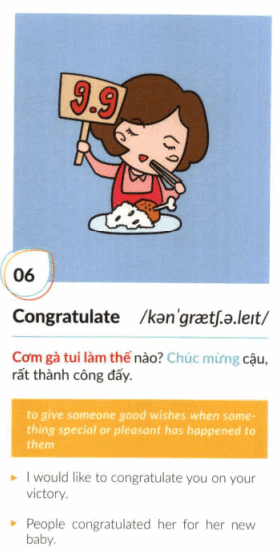 9.9
06
Congratulate /kənˈɡrætʃ.ə.leɪt/
Cơm gà tui làm thế nào? Chúc mừng cậu,
rất thành công đấy.
to give someone good wishes when some-
thing special or pleasant has happened to
them
I would like to congratulate you on your
victory.
People congratulated her for her new
baby.